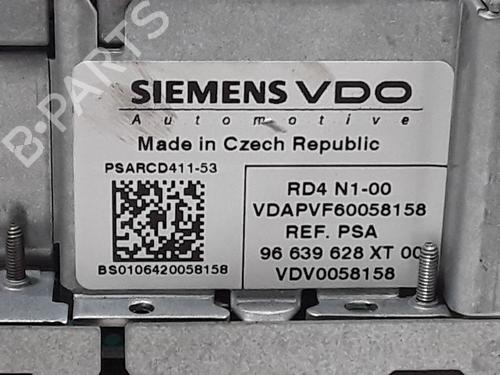 B-PARTS
SIEMENS VDO
Automotive
Made in Czech Republic
PSARCD411-53
BS0106420058158
RD4 N1-00
VDAPVF60058158
REF. PSA
96 639 628 XT 00
VDV0058158